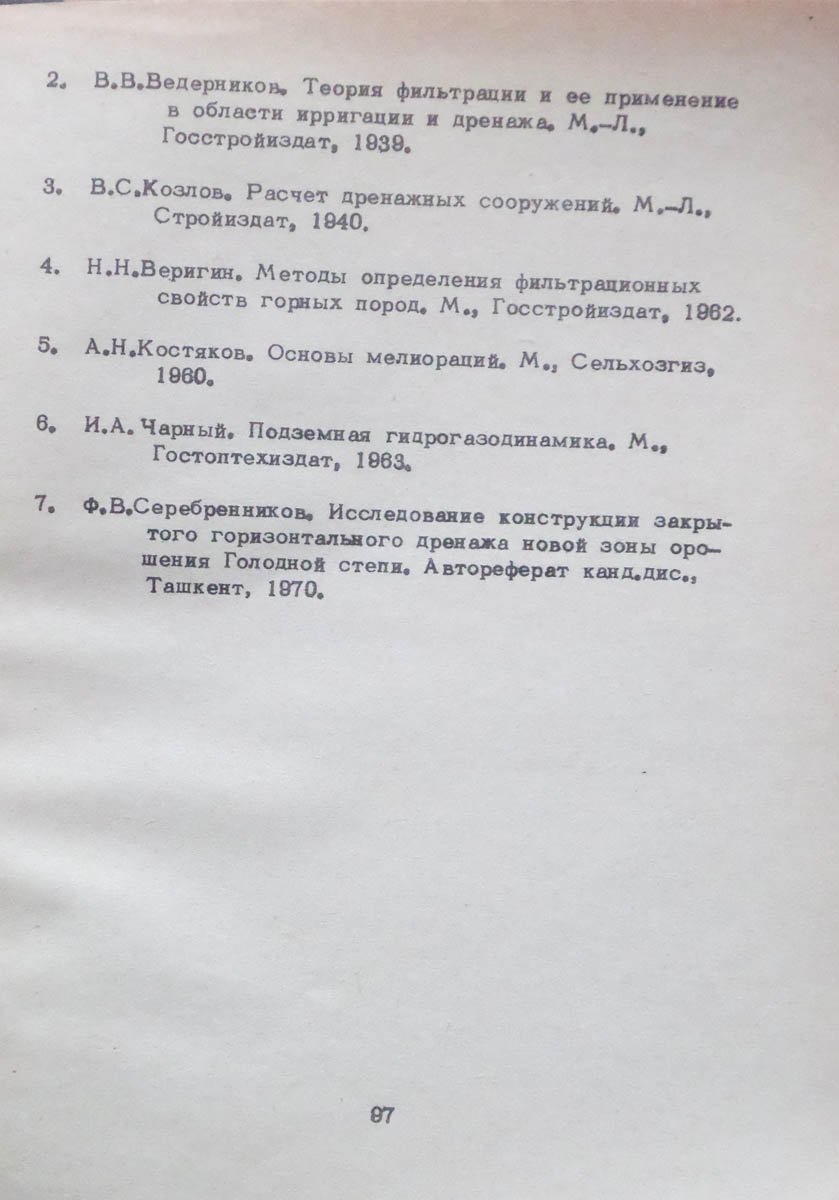 2. В.В.Ведерников. Теория фильтрации и ее применение
в области ирригации и дренажа. М.-Л.,
Госстройиздат, 1939.
3. В.С.Козлов. Расчет дренажных сооружений. М.-Л.,
Стройиздат, 1940.
4. Н.Н.Веригин. Методы определения фильтрационных
свойств горных пород. М., Госстройиздат, 1962.
5. А.Н.Костяков. Основы мелиораций. М., Сельхозгиз,
1960.
6. И.А. Чарный. Подземная гидрогазодинамика. М.,
Гостоптехиздат, 1963.
7. Ф.В.Серебренников. Исследование конструкции закры-
того горизонтального дренажа новой зоны оро-
шения Голодной степи. Автореферат канд.дис.,
Ташкент, 1970.
97